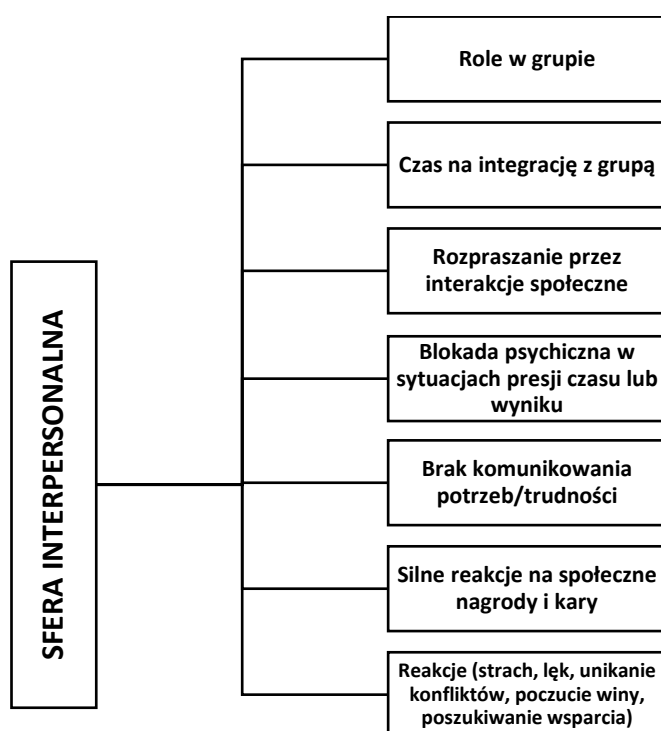 SFERA INTERPERSONALNA
Role w grupie
Czas na integrację z grupą
Rozpraszanie przez
interakcje społeczne
Blokada psychiczna w
sytuacjach presji czasu lub
wyniku
Brak komunikowania
potrzeb/trudności
Silne reakcje na społeczne
nagrody i kary
Reakcje (strach, lęk, unikanie
konfliktów, poczucie winy,
poszukiwanie wsparcia)